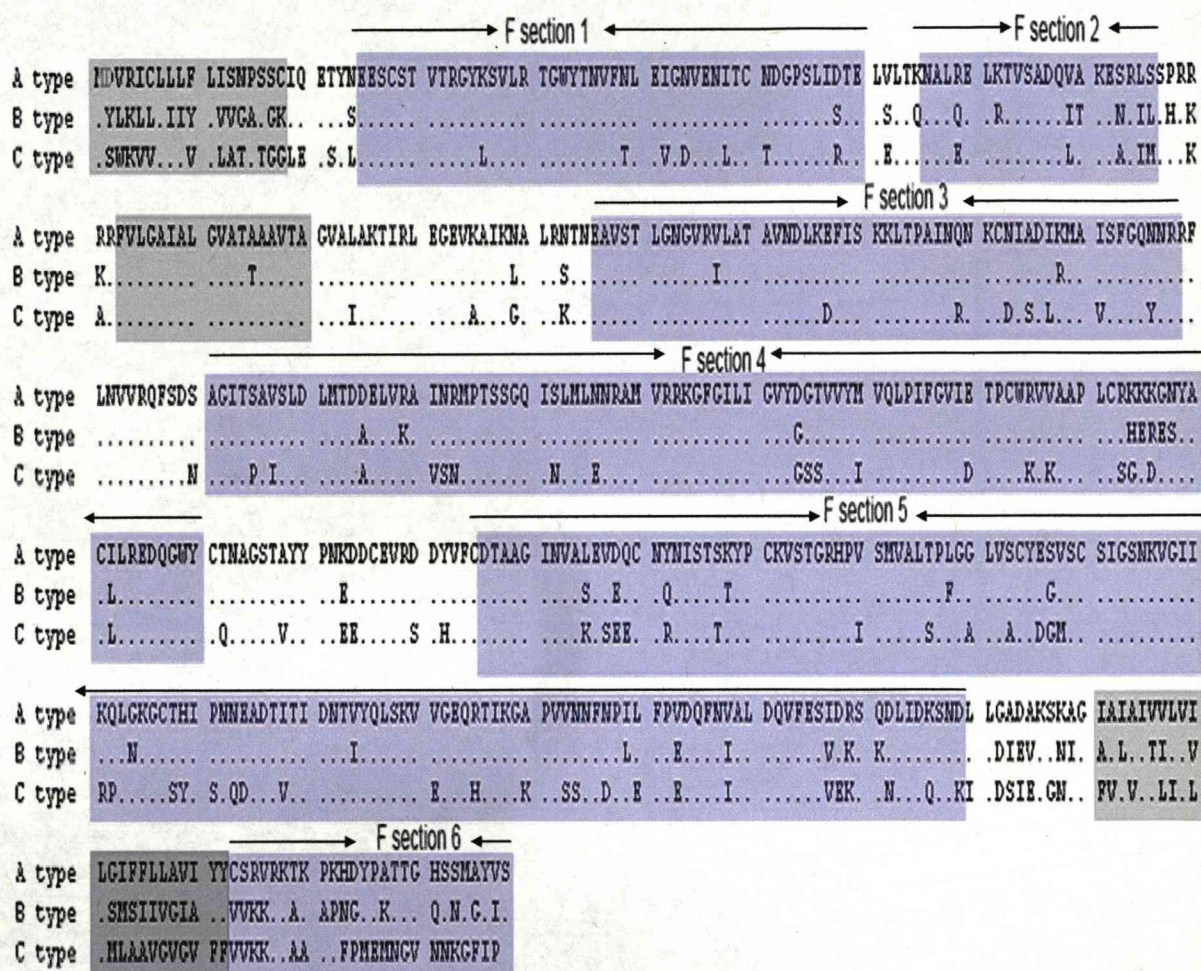 F section 1 F section 2
A type MDVRICLLLF LISNPSSCIQ ETYNEESCST VTRGYKSVLR TGWYTNVFNL EIGNVENITC NDGPSLIDTE LVLTKNALRE LKTVSADQVA KESRLSSPRR
B type .YLKLL.IIY .VVGA.GK.. ...S...... .......... .......... .......... .......S.. .S..Q...Q. .R......IT ..N.IL.H.K
C type .SWKVV...V .LAT.TGGLE .S.L...... ......L... ........T. .V.D...L.. T......R.. .E.......E. ........L. ..A.IM...K
F section 3
A type RRFVLGAIAL GVATAAAVTA GVALAKTIRL EGEVKAIKNA LRNTNEAVST LGNGVRVLAT AVNDLKEFIS KKLTPAINQN KCNIADIKMA ISFGQNNRRF
B type K......... ....T..... .......... ........L. ..S....... ......I... .......... .......... .......R.. ..........
C type A......... .......... ...I...... ....A...G. ..K....... .......... ......D... ........R. ..D.S.L... V....Y....
F section 4
A type LNVVRQFSDS AGITSAVSLD LMTDDELVRA INRMPTSSGQ ISLMLNNRAM VRRKGFGILI GVYDGTVVYM VQLPIFGVIE TPCWRVVAAP LCRKKKGNYA
B type .......... .......... ....A..K.. .......... .......... .......... ...G...... .......... .......... ...HERES..
C type .........N ....P.I... ....A..... VSN....... ...N..E... .......... ...GSS..I. ........D. ....K.K... ..SG.D....
F section 5
A type CILREDQGWY CTNAGSTAYY PNKDDCEVRD DYVFCDTAAG INVALEVDQC NYNISTSKYP CKVSTGRHPV SMVALTPLGG LVSCYESVSC SIGSNKVGII
B type .L........ .......... ...E...... .......... ....S..E.. .Q....T... .......... .......F.. .....G.... ..........
C type .L........ .Q....V... ..EE.....S .H........ ....K.SEE. .R....T... ........I. .....S...A ..A..DGM.. ..........
A type KQLGKGCTHI PNNEADTITI DNTVYQLSKV VGEQRTIKGA PVVNNFNPIL FPVDQFNVAL DQVFESIDRS QDLIDKSNDL LGADAKSKAG IAIAIVVLVI
B type ...N...... .......... ....I..... .......... ........L. ...E...I.. ......V.K. K......... ..DIEV..NI. A.L..TI..V
C type RP.....SY. S.QD...V.. .......... ..E..H...K ..SS..D..E ...E...I.. ......VEK. .N...Q..KI .DSIE.GN.. FV.V..LI.L
F section 6
A type LGIFFLLAVI YYCSRVRKTK PKHDYPATTG HSSMAYVS
B type .SMSIIVGIA ..VVKK..A. APNG..K... Q.N.G.I.
C type .MLAAVGVGV FFVVKK..AA ..FPMEMNGV NNKGFIP